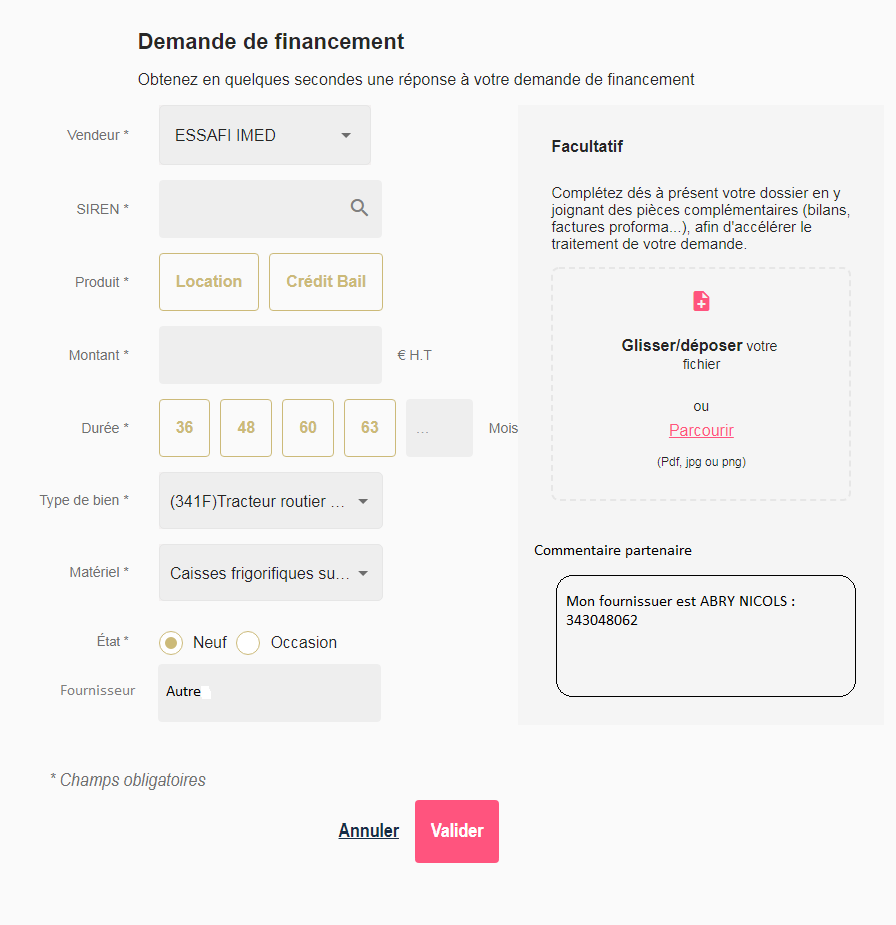 Demande de financement
Obtenez en quelques secondes une réponse à votre demande de financement
Vendeur *
ESSAFI IMED
SIREN *
Produit *
Location
Crédit Bail
Montant *
€ H.T
Durée *
36
48
60
63
...
Mois
Type de bien *
(341F)Tracteur routier ...
Matériel *
Caisses frigorifiques su...
État *
Neuf
Occasion
Fournisseur
Autre
Facultatif
Complétez dés à présent votre dossier en y
joignant des pièces complémentaires (bilans,
factures proforma...), afin d'accélérer le
traitement de votre demande.
Glisser/déposer votre
fichier
ou
Parcourir
(Pdf, jpg ou png)
Commentaire partenaire
Mon fournissuer est ABRY NICOLS :
343048062
* Champs obligatoires
Annuler
Valider